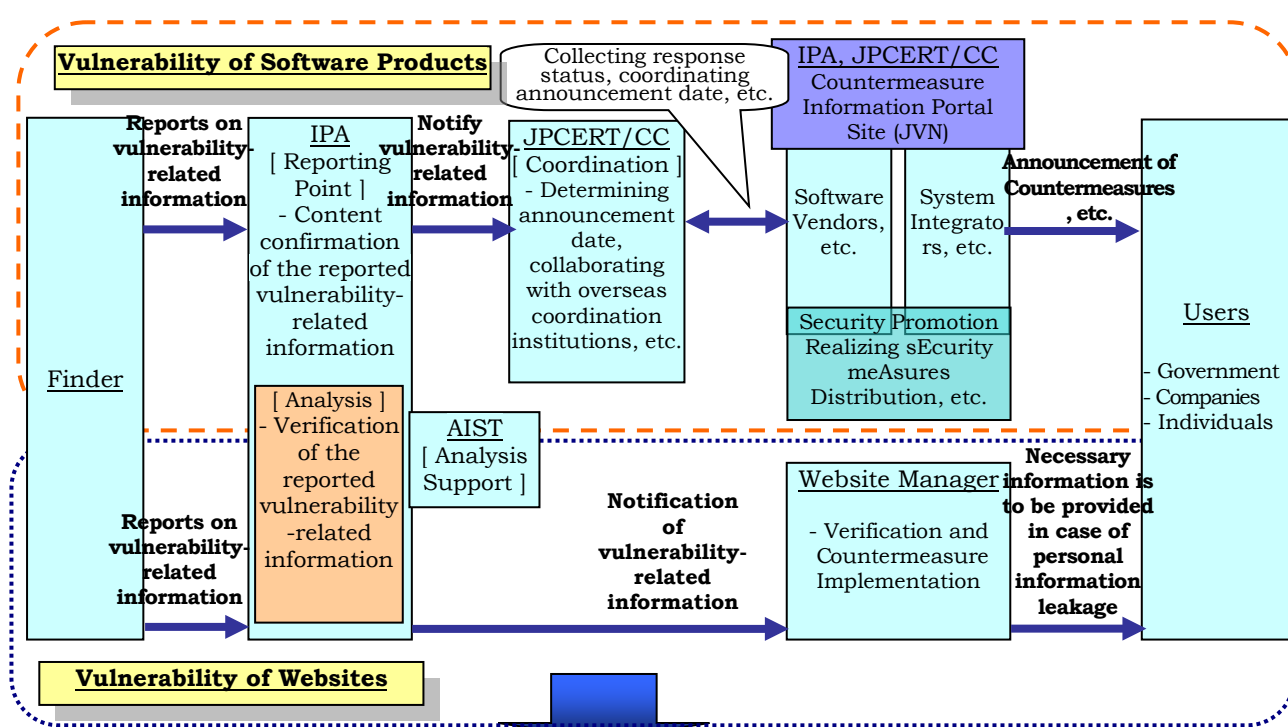 Vulnerability of Software Products
Collecting response
status, coordinating
announcement date, etc.
IPA, JPCERT/CC
Countermeasure
Information Portal
Site (JVN)
Finder
Reports on
vulnerability-
related
information
IPA
[ Reporting
Point ]
- Content
confirmation
of the reported
vulnerability-
related
information
Notify
vulnerability-
related
information
JPCERT/CC
[ Coordination ]
- Determining
announcement
date,
collaborating
with overseas
coordination
institutions, etc.
Software
Vendors,
etc.
System
Integrato
rs, etc.
Announcement of
Countermeasures
, etc.
Security Promotion
Realizing sEcurity
meAsures
Distribution, etc.
Users
- Government
- Companies
- Individuals
[ Analysis ]
- Verification
of the
reported
vulnerability
-related
information
AIST
[ Analysis
Support ]
Reports on
vulnerability-
related
information
Notification
of
vulnerability-
related
information
Website Manager
- Verification and
Countermeasure
Implementation
Necessary
information is
to be provided
in case of
personal
information
leakage
Vulnerability of Websites